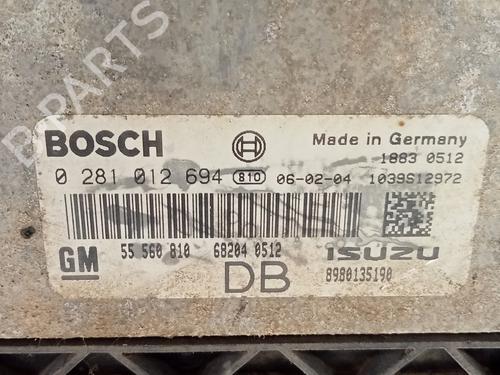 B PARTS
BOSCH
Made in Germany
1883 0512
0 281 012 694 810 06-02-04 1039S12972
GM 55 560 810 68204 0512 ISUZU
DB 8980135190